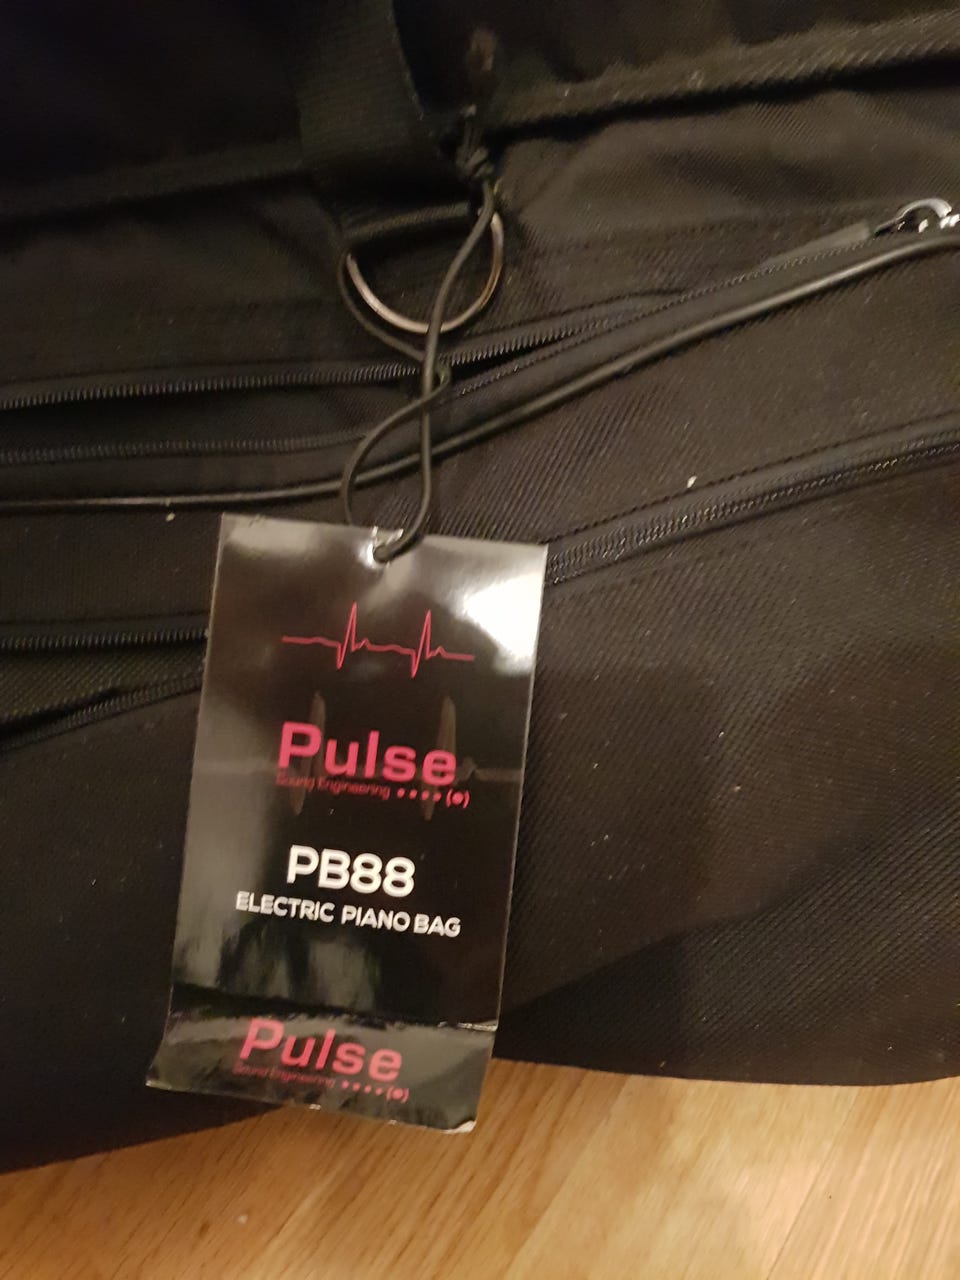 Pulse
Sound Engineering
PB88
ELECTRIC PIANO BAG
Pulse
Sound Engineering